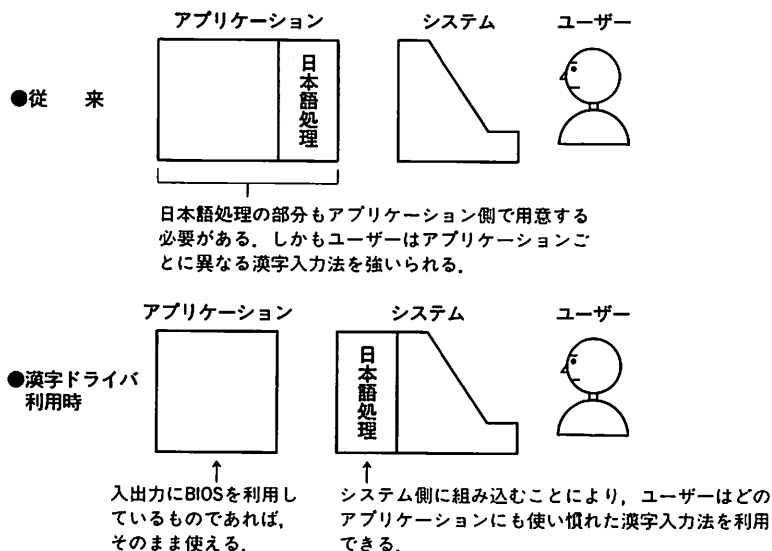 アプリケーション
システム
ユーザー
●従　来
日本語処理
日本語処理の部分もアプリケーション側で用意する
必要がある．しかもユーザーはアプリケーションご
とに異なる漢字入力法を強いられる．
アプリケーション
システム
ユーザー
●漢字ドライバ
利用時
日本語処理
入出力にBIOSを利用し
ているものであれば，
そのまま使える．
システム側に組み込むことにより，ユーザーはどの
アプリケーションにも使い慣れた漢字入力法を利用
できる．